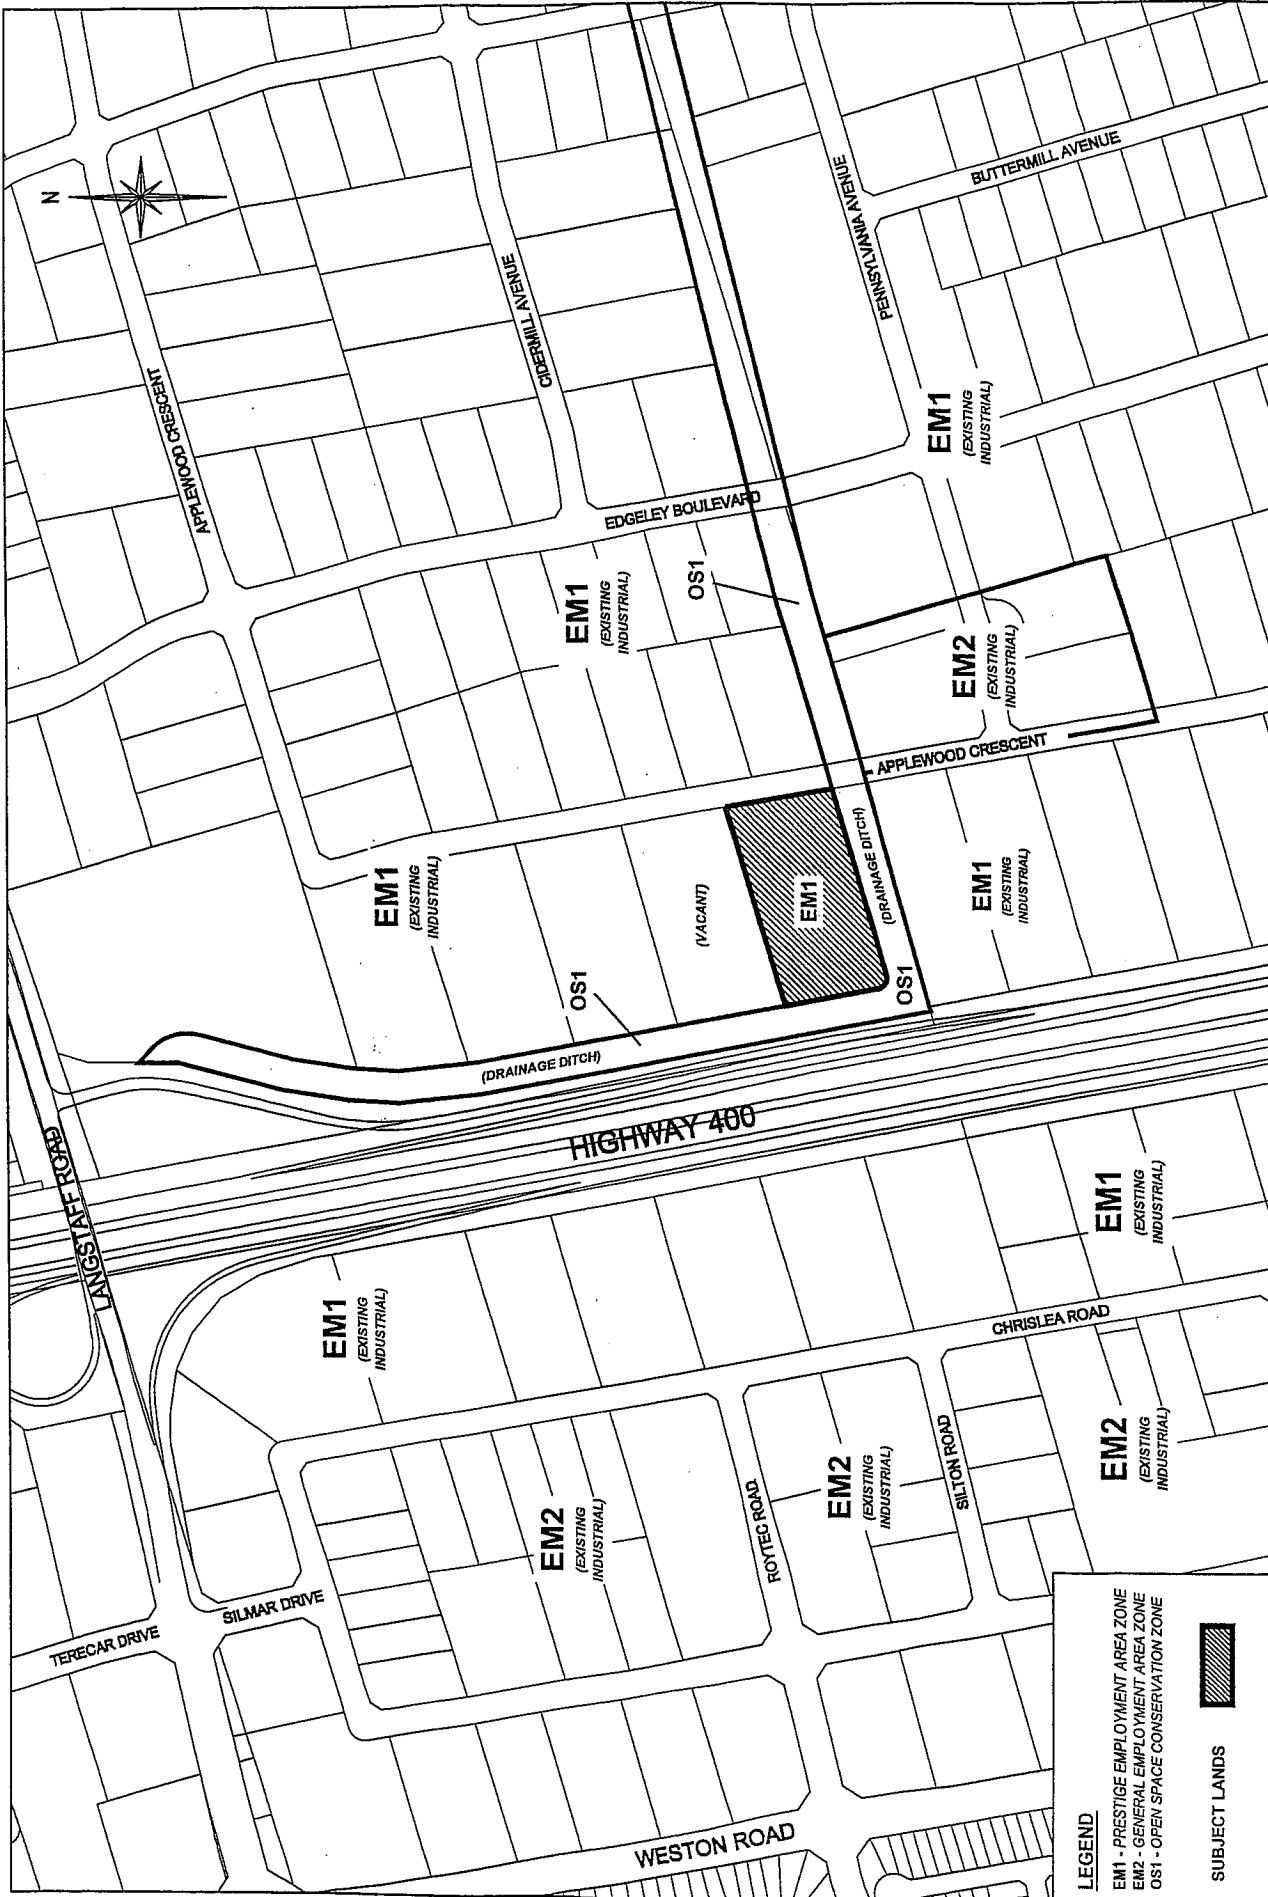 N
APPLEWOOD CRESCENT
CIDERMILL AVENUE
PENNSYLVANIA AVENUE
BUTTERMILL AVENUE
EDGELEY BOULEVARD
EM1
(EXISTING
INDUSTRIAL)
EM1
(EXISTING
INDUSTRIAL)
OS1
EM2
(EXISTING
INDUSTRIAL)
APPLEWOOD CRESCENT
EM1
(EXISTING
INDUSTRIAL)
(VACANT)
EM1
(DRAINAGE DITCH)
EM1
(EXISTING
INDUSTRIAL)
OS1
OS1
(DRAINAGE DITCH)
HIGHWAY 400
LANGSTAFF ROAD
EM1
(EXISTING
INDUSTRIAL)
EM1
(EXISTING
INDUSTRIAL)
CHRISLEA ROAD
EM2
(EXISTING
INDUSTRIAL)
ROYTEC ROAD
EM2
(EXISTING
INDUSTRIAL)
SILTON ROAD
EM2
(EXISTING
INDUSTRIAL)
TERECAR DRIVE
SILMAR DRIVE
WESTON ROAD
LEGEND
EM1 - PRESTIGE EMPLOYMENT AREA ZONE
EM2 - GENERAL EMPLOYMENT AREA ZONE
OS1 - OPEN SPACE CONSERVATION ZONE
SUBJECT LANDS